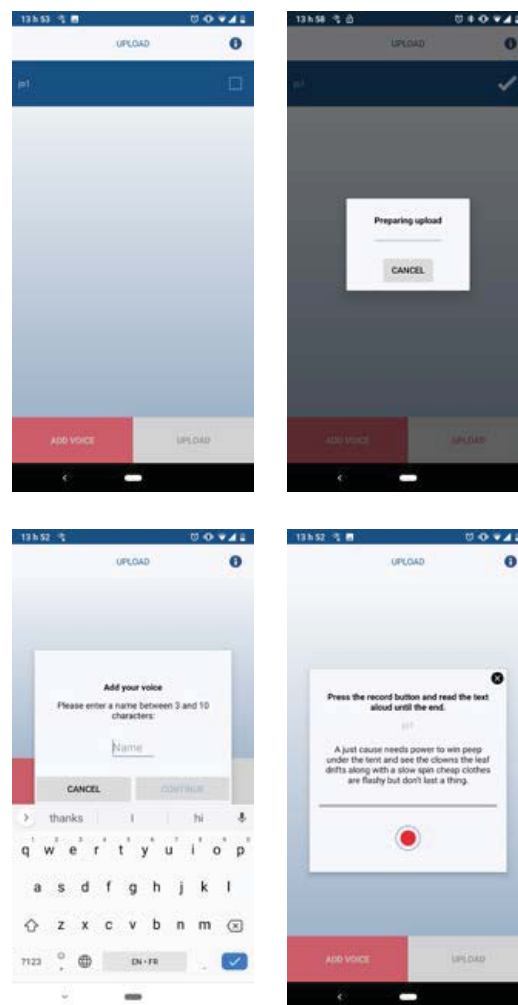 13 h 53
UPLOAD
jo1
ADD VOICE
UPLOAD
13 h 58
UPLOAD
jo1
Preparing upload
CANCEL
ADD VOICE
UPLOAD
13 h 52
UPLOAD
Add your voice
Please enter a name between 3 and 10
characters:
Name
CANCEL
CONTINUE
thanks
I
hi
q w e r t y u i o p
a s d f g h j k l
z x c v b n m
?123
EN • FR
13 h 52
UPLOAD
Press the record button and read the text
aloud until the end.
jo1
A just cause needs power to win peep
under the tent and see the clowns the leaf
drifts along with a slow spin cheap clothes
are flashy but don't last a thing.
ADD VOICE
UPLOAD